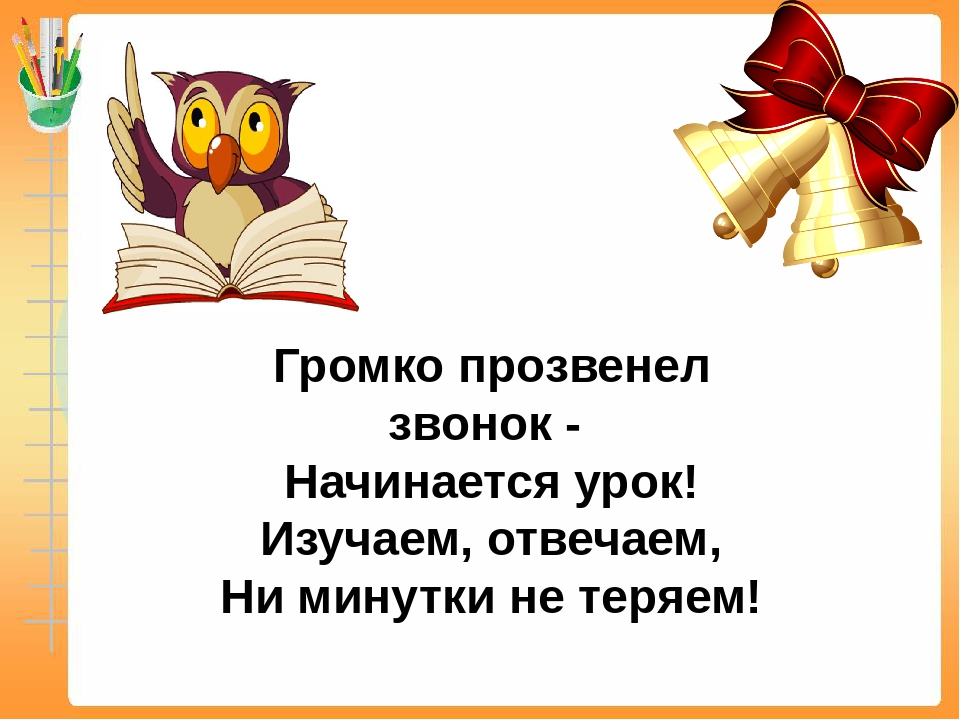 Громко прозвенел
звонок -
Начинается урок!
Изучаем, отвечаем,
Ни минутки не теряем!